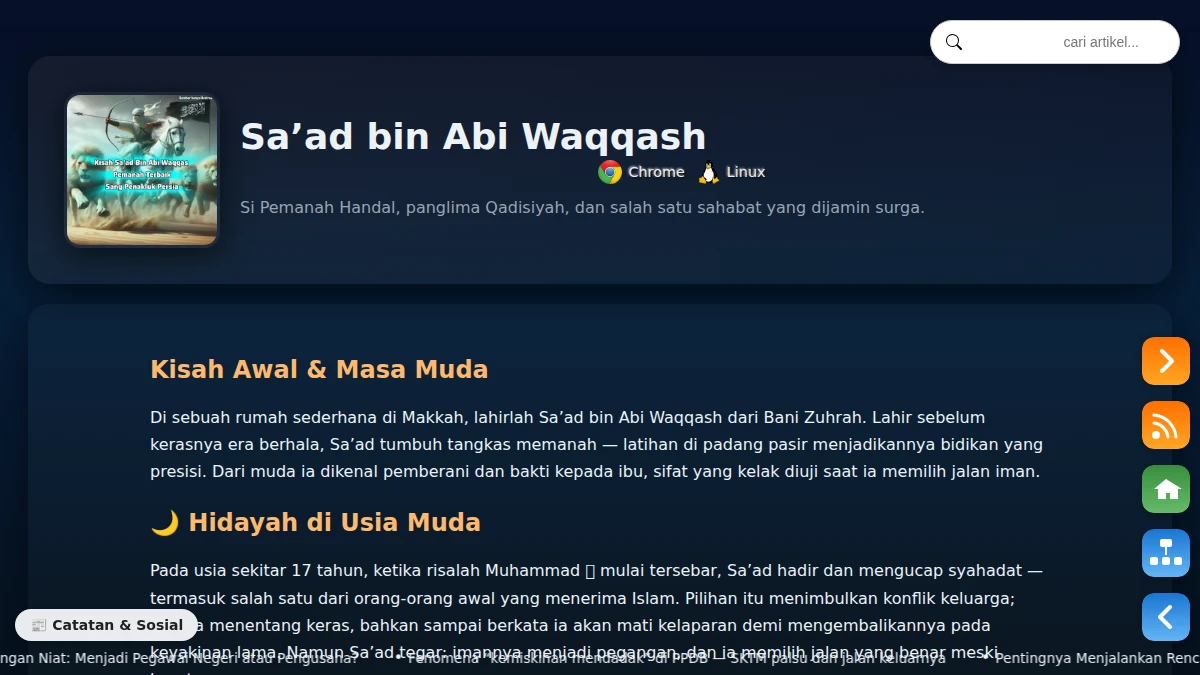 cari artikel...
Kisah Sa'ad Bin Abi Waqqas
Pemanah Terbaik
Sang Penakluk Persia
Sa’ad bin Abi Waqqash
Chrome Linux
Si Pemanah Handal, panglima Qadisiyah, dan salah satu sahabat yang dijamin surga.
Kisah Awal & Masa Muda
Di sebuah rumah sederhana di Makkah, lahirlah Sa’ad bin Abi Waqqash dari Bani Zuhrah. Lahir sebelum
kerasnya era berhala, Sa’ad tumbuh tangkas memanah — latihan di padang pasir menjadikannya bidikan yang
presisi. Dari muda ia dikenal pemberani dan bakti kepada ibu, sifat yang kelak diuji saat ia memilih jalan iman.
🌙 Hidayah di Usia Muda
Pada usia sekitar 17 tahun, ketika risalah Muhammad mulai tersebar, Sa’ad hadir dan mengucap syahadat —
termasuk salah satu dari orang-orang awal yang menerima Islam. Pilihan itu menimbulkan konflik keluarga;
menentang keras, bahkan sampai berkata ia akan mati kelaparan demi mengembalikannya pada
keyakinan lama. Namun Sa’ad tegar: imannya menjadi pegangan, dan ia memilih jalan yang benar meski
📰 Catatan & Sosial
ngan Niat: Menjadi Pegawai Negeri atau Pengusaha? • Fenomena "kemiskinan mendadak" di PPDB — SKTM palsu dan jalan keluarnya • Pentingnya Menjalankan Renc